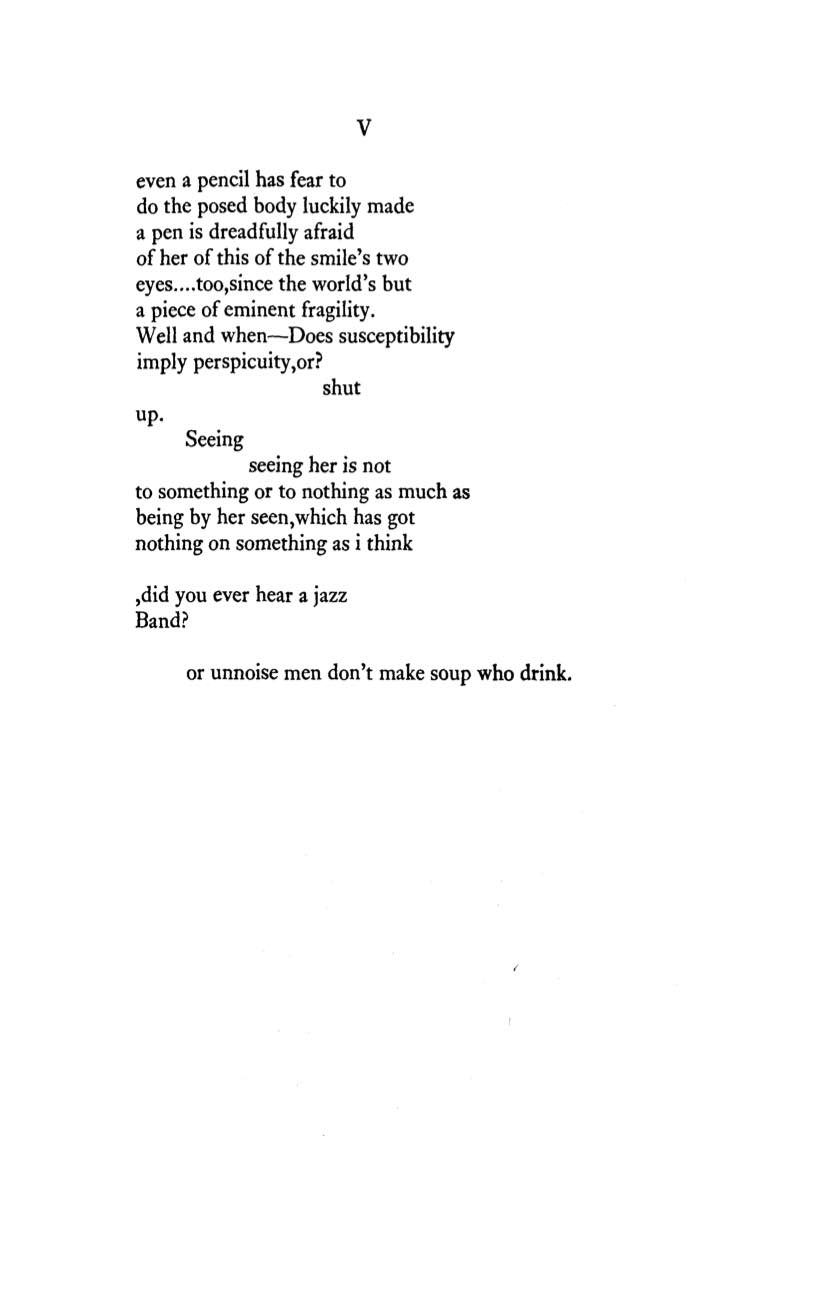 V
even a pencil has fear to
do the posed body luckily made
a pen is dreadfully afraid
of her of this of the smile's two
eyes....too,since the world's but
a piece of eminent fragility.
Well and when—Does susceptibility
imply perspicuity,or?
shut
up.
Seeing
seeing her is not
to something or to nothing as much as
being by her seen,which has got
nothing on something as i think
,did you ever hear a jazz
Band?
or unnoise men don't make soup who drink.